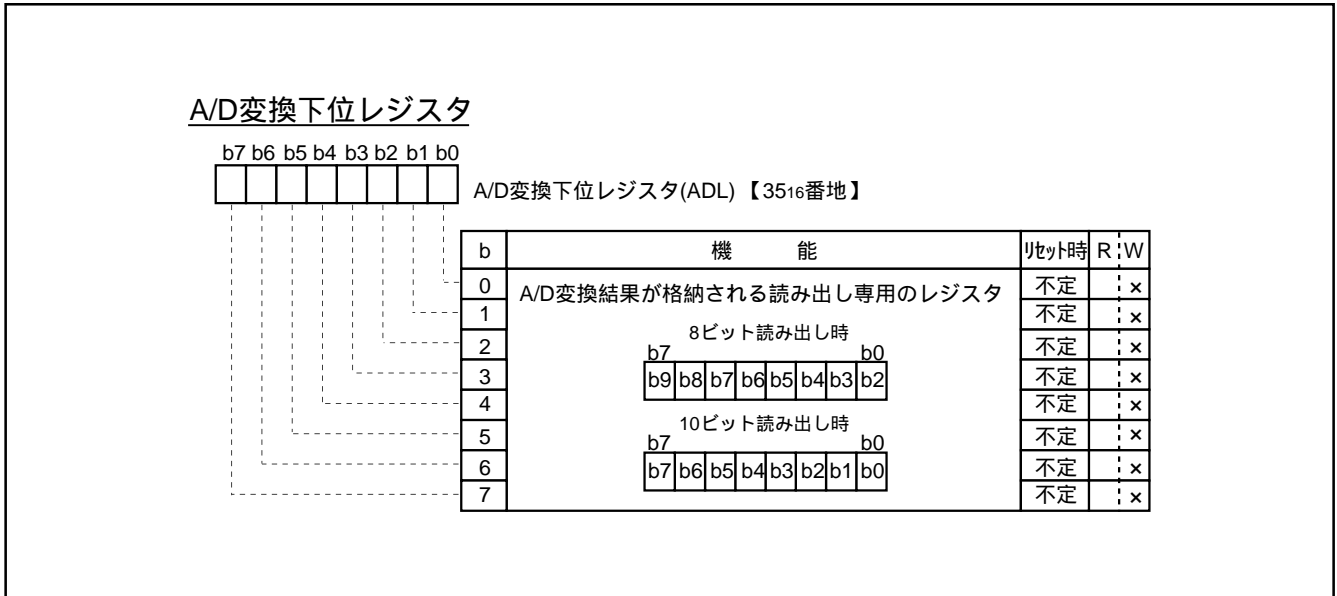 A/D変換下位レジスタ
b7 b6 b5 b4 b3 b2 b1 b0
A/D変換下位レジスタ(ADL)【3516番地】
b 機 能 リセット時 R W
0 A/D変換結果が格納される読み出し専用のレジスタ 不定 ×
1 不定 ×
8ビット読み出し時
2 不定 ×
b7 b0
3 b9 b8 b7 b6 b5 b4 b3 b2 不定 ×
4 不定 ×
10ビット読み出し時
5 不定 ×
b7 b0
6 b7 b6 b5 b4 b3 b2 b1 b0 不定 ×
7 不定 ×